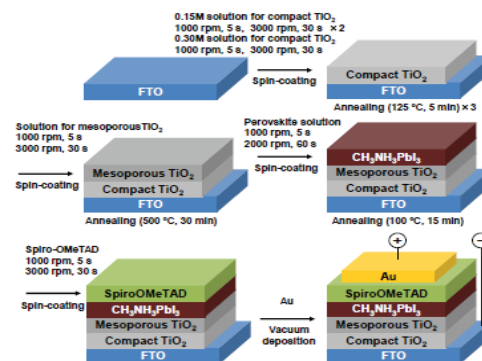 0.15M solution for compact TiO2
1000 rpm, 5 s, 3000 rpm, 30 s ×2
0.30M solution for compact TiO2
1000 rpm, 5 s, 3000 rpm, 30 s
Spin-coating
FTO
Compact TiO2
FTO
Annealing (125 ºC, 5 min)×3
Solution for mesoporous TiO2
1000 rpm, 5 s
3000 rpm, 30 s
Spin-coating
Mesoporous TiO2
Compact TiO2
FTO
Annealing (500 ºC, 30 min)
Perovskite solution
1000 rpm, 5 s
2000 rpm, 60 s
Spin-coating
CH3NH3PbI3
Mesoporous TiO2
Compact TiO2
FTO
Annealing (100 ºC, 15 min)
Spiro-OMeTAD
1000 rpm, 5 s
3000 rpm, 30 s
Spin-coating
SpiroOMeTAD
CH3NH3PbI3
Mesoporous TiO2
Compact TiO2
FTO
Au
Vacuum
deposition
+
−
Au
SpiroOMeTAD
CH3NH3PbI3
Mesoporous TiO2
Compact TiO2
FTO